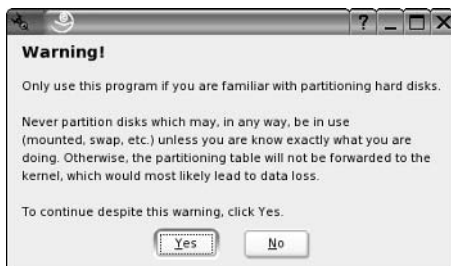 Warning!
Only use this program if you are familiar with partitioning hard disks.
Never partition disks which may, in any way, be in use
(mounted, swap, etc.) unless you are know exactly what you are
doing. Otherwise, the partitioning table will not be forwarded to the
kernel, which would most likely lead to data loss.
To continue despite this warning, click Yes.
Yes No